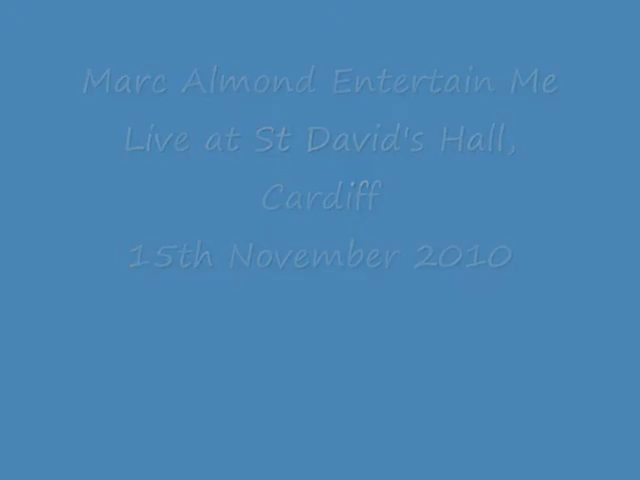 Marc Almond Entertain Me
Live at St David's Hall,
Cardiff
15th November 2010